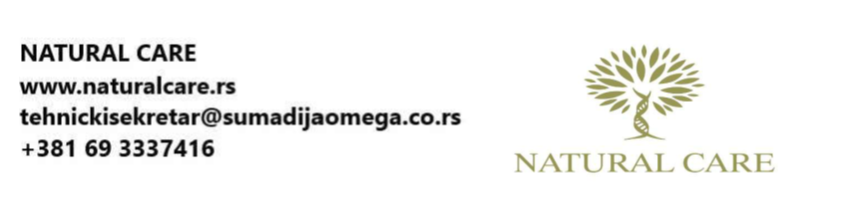 NATURAL CARE
www.naturalcare.rs
tehnickisekretar@sumadijaomega.co.rs
+381 69 3337416
NATURAL CARE